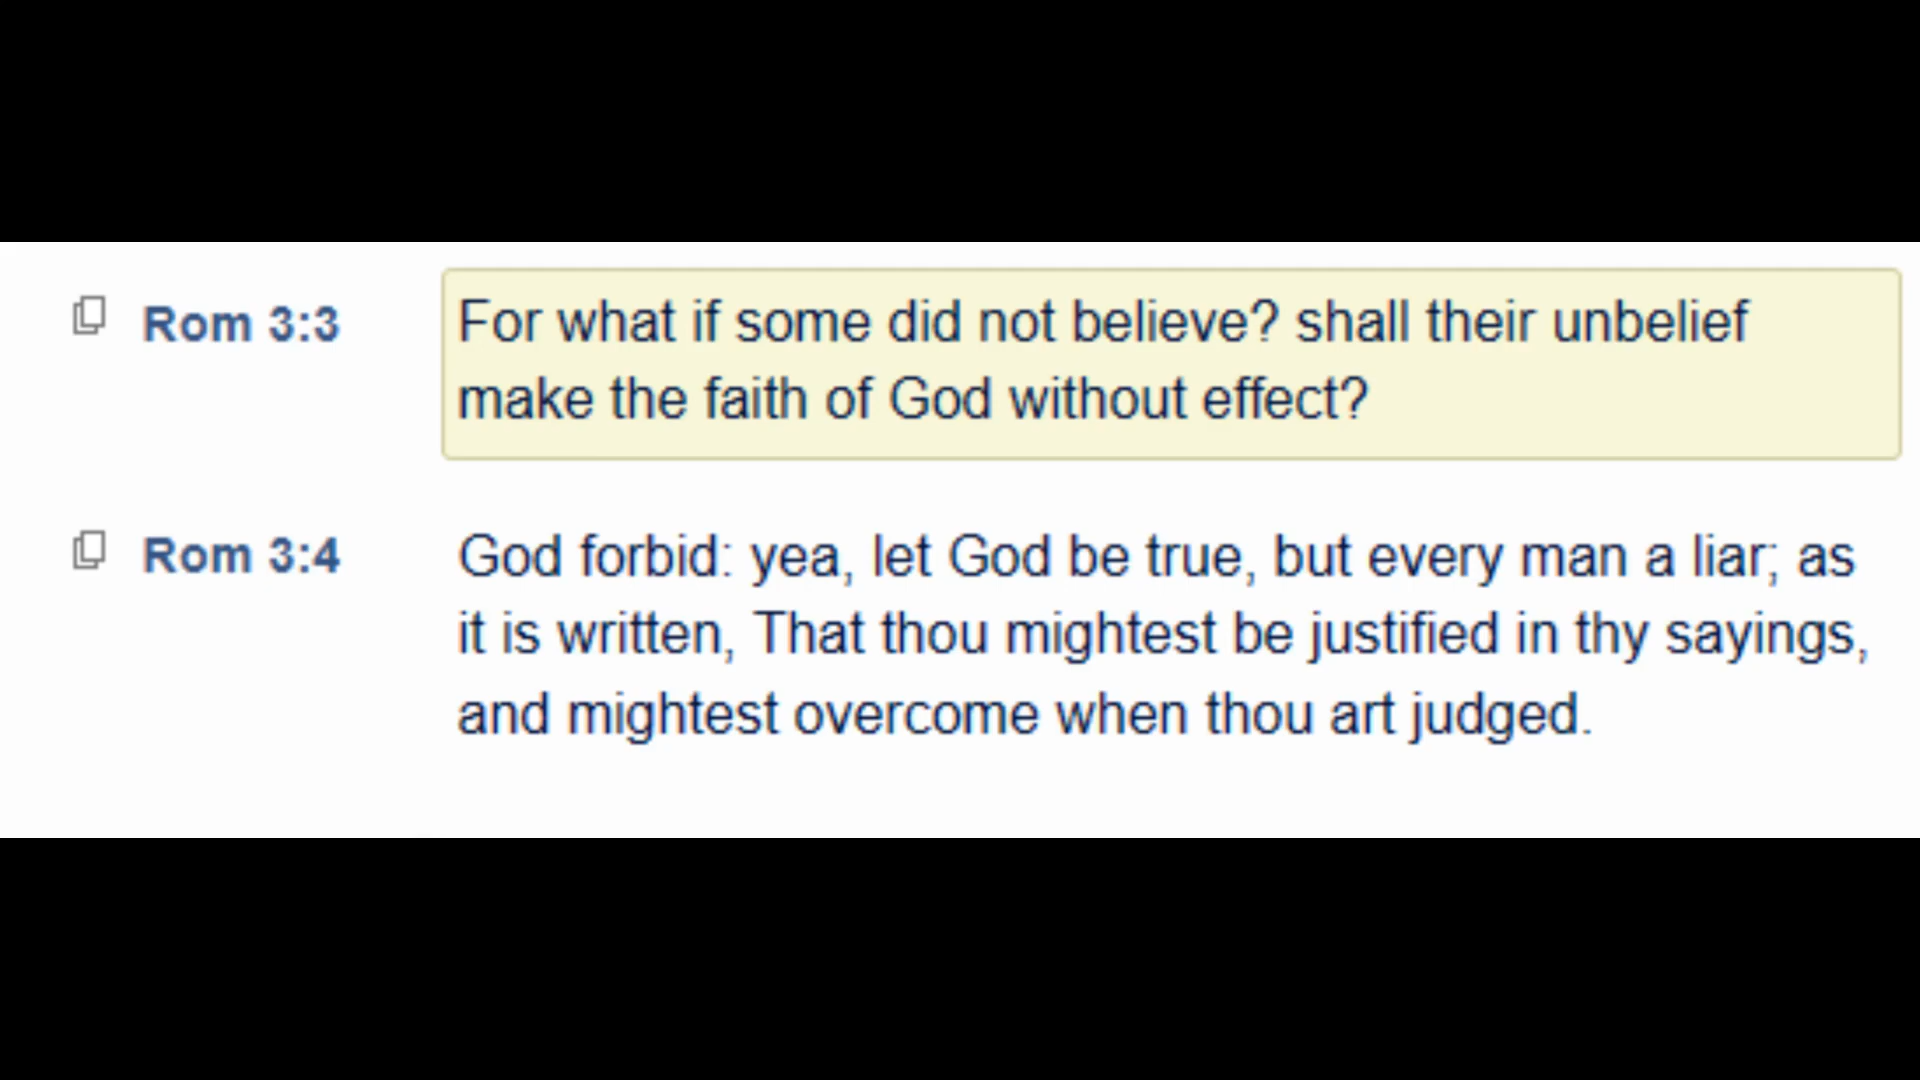 Rom 3:3 For what if some did not believe? shall their unbelief
make the faith of God without effect?
Rom 3:4 God forbid: yea, let God be true, but every man a liar; as
it is written, That thou mightest be justified in thy sayings,
and mightest overcome when thou art judged.